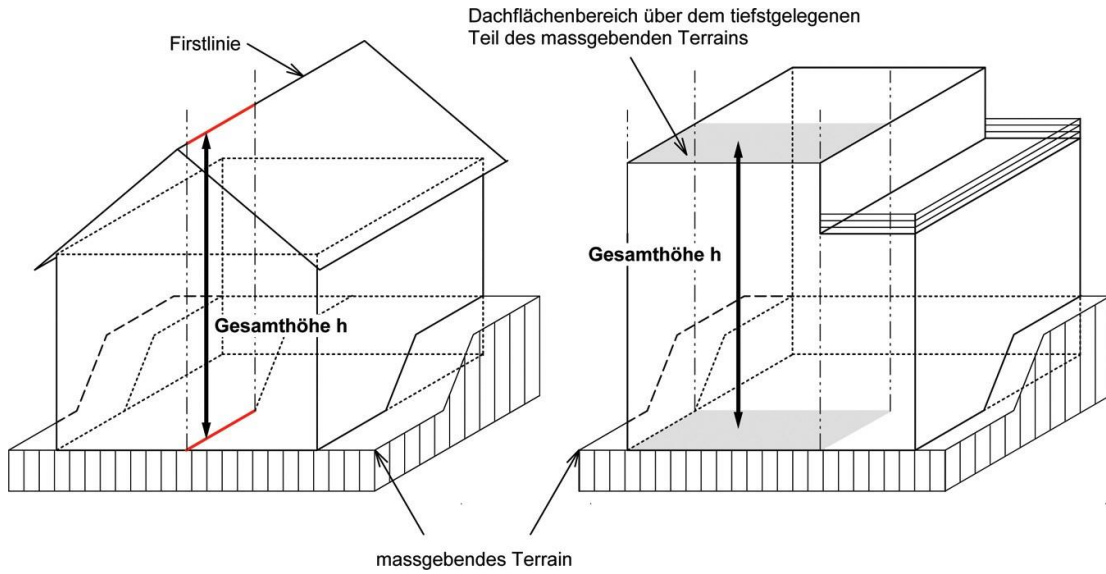 Dachflächenbereich über dem tiefstgelegenen
Teil des massgebenden Terrains
Firstlinie
Gesamthöhe h
Gesamthöhe h
massgebendes Terrain